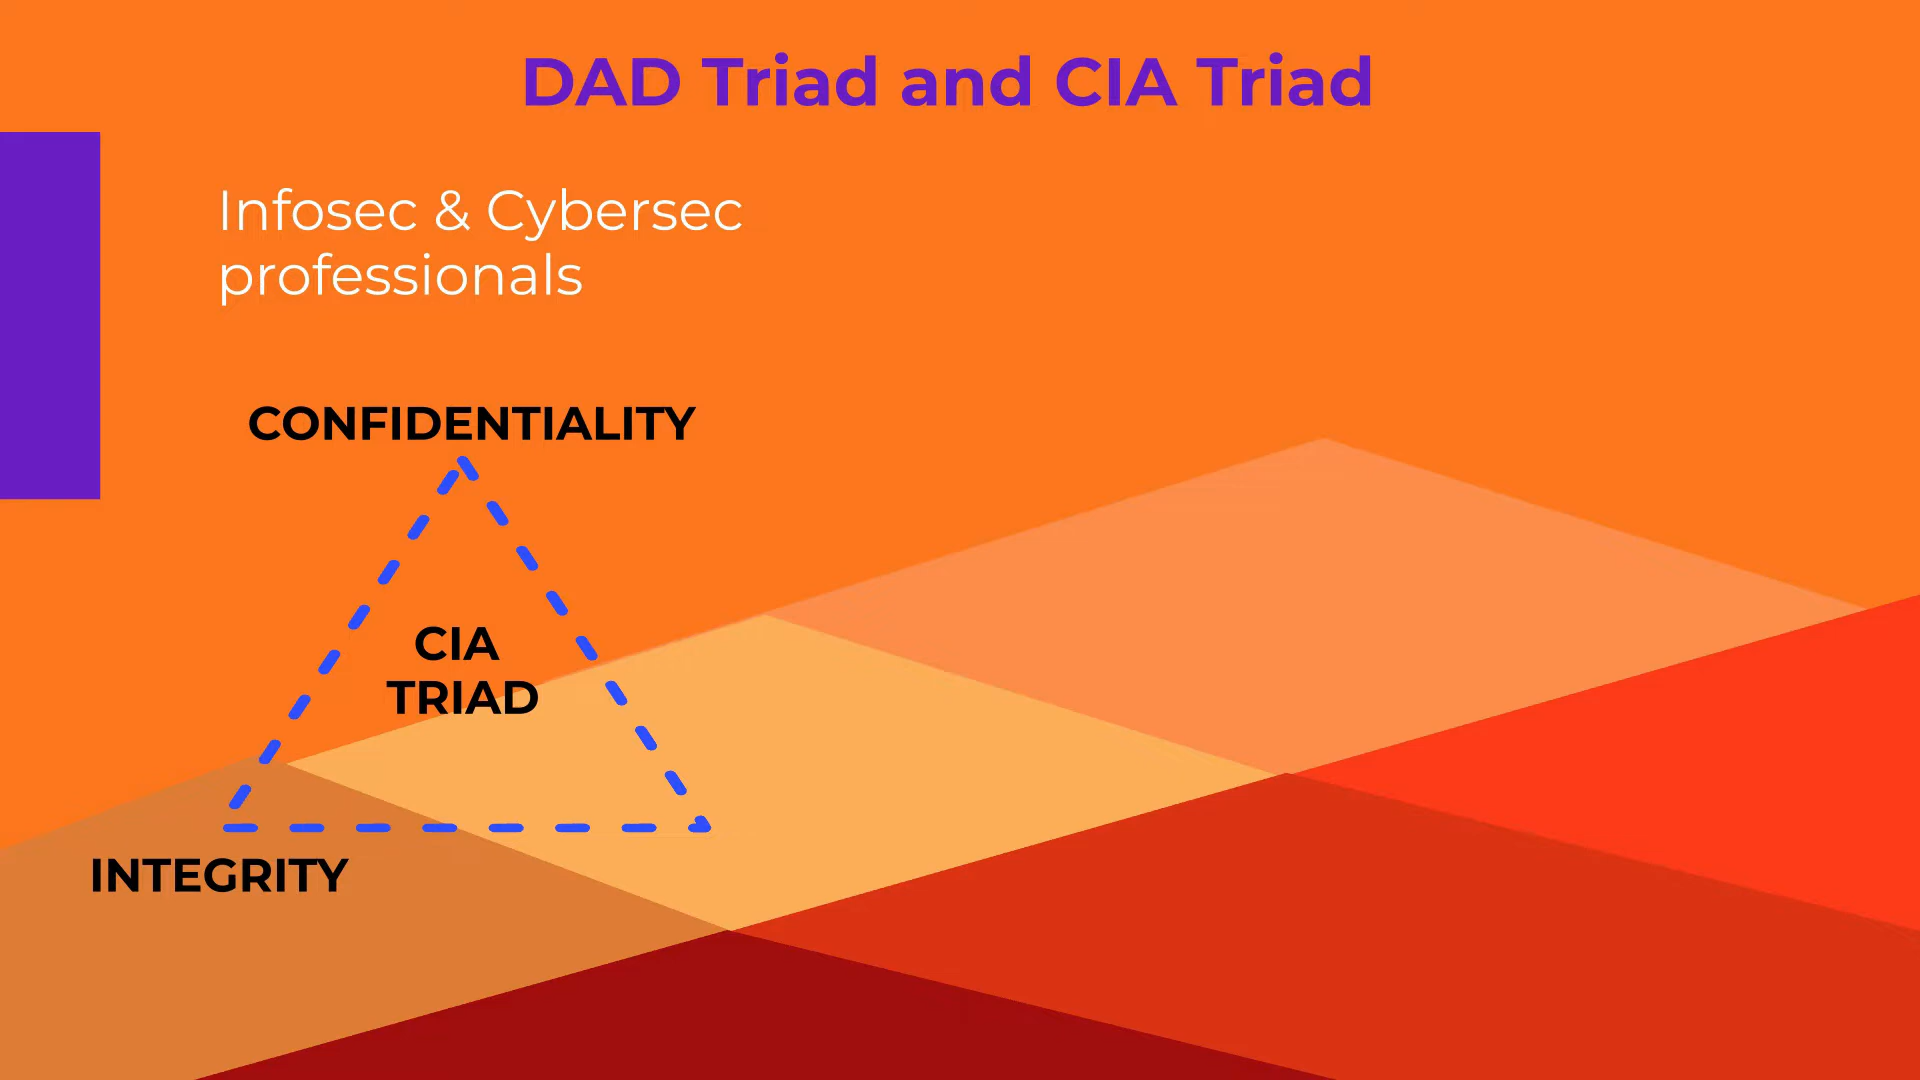 DAD Triad and CIA Triad
Infosec & Cybersec
professionals
CONFIDENTIALITY
CIA
TRIAD
INTEGRITY